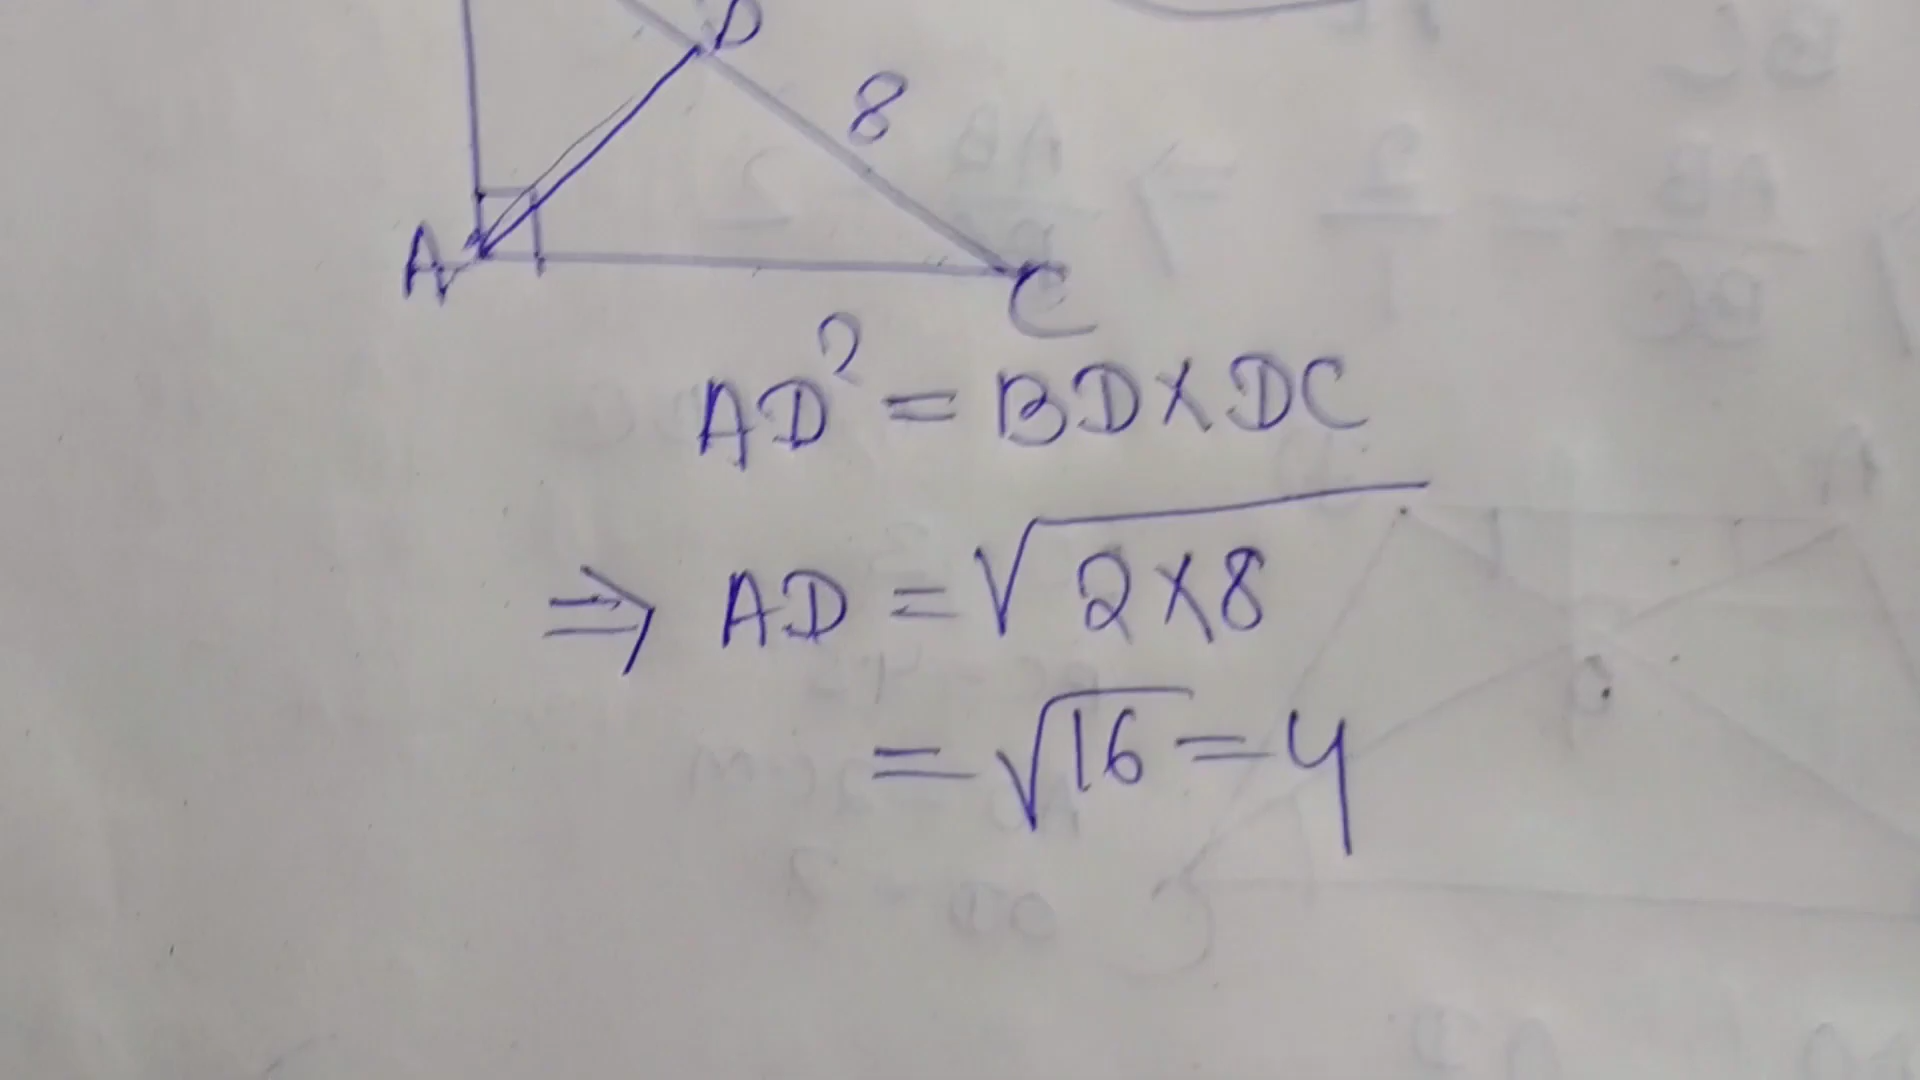 D
8
A
C
AD² = BD×DC
⇒ AD = √2×8
= √16 = 4